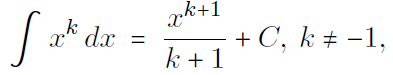 ∫ x^k dx = x^{k+1}/(k+1) + C, k ≠ -1,